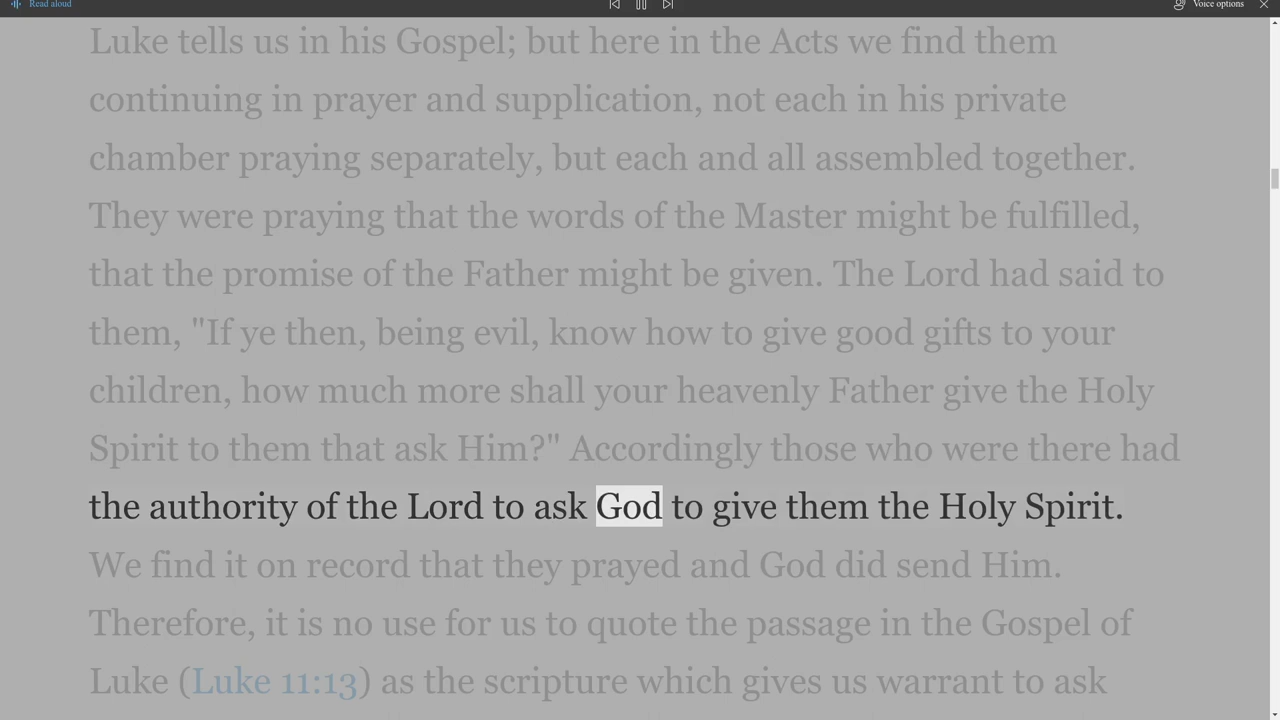 Read aloud
Voice options
Luke tells us in his Gospel; but here in the Acts we find them
continuing in prayer and supplication, not each in his private
chamber praying separately, but each and all assembled together.
They were praying that the words of the Master might be fulfilled,
that the promise of the Father might be given. The Lord had said to
them, "If ye then, being evil, know how to give good gifts to your
children, how much more shall your heavenly Father give the Holy
Spirit to them that ask Him?" Accordingly those who were there had
the authority of the Lord to ask God to give them the Holy Spirit.
We find it on record that they prayed and God did send Him.
Therefore, it is no use for us to quote the passage in the Gospel of
Luke (Luke 11:13) as the scripture which gives us warrant to ask